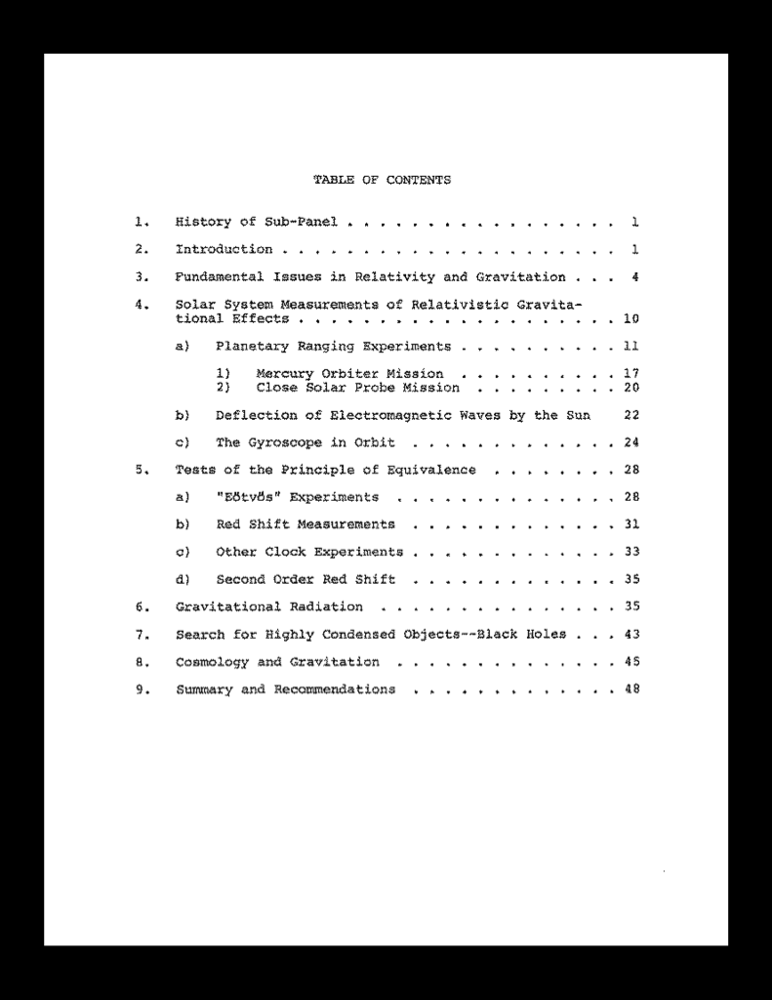 TABLE OF CONTENTS
1. History of Sub-Panel . . . . . . . . . . . . . . . . . 1
2. Introduction . . . . . . . . . . . . . . . . . . . . . 1
3. Fundamental Issues in Relativity and Gravitation . . . 4
4. Solar System Measurements of Relativistic Gravita-
tional Effects . . . . . . . . . . . . . . . . . . . . 10
a) Planetary Ranging Experiments . . . . . . . . . . 11
1) Mercury Orbiter Mission . . . . . . . . . . 17
2) Close Solar Probe Mission . . . . . . . . . 20
b) Deflection of Electromagnetic Waves by the Sun 22
c) The Gyroscope in Orbit . . . . . . . . . . . . . 24
5. Tests of the Principle of Equivalence . . . . . . . . 28
a) "Eötvös" Experiments . . . . . . . . . . . . . . 28
b) Red Shift Measurements . . . . . . . . . . . . . 31
c) Other Clock Experiments . . . . . . . . . . . . . 33
d) Second Order Red Shift . . . . . . . . . . . . . 35
6. Gravitational Radiation . . . . . . . . . . . . . . . 35
7. Search for Highly Condensed Objects--Black Holes . . . 43
8. Cosmology and Gravitation . . . . . . . . . . . . . . 45
9. Summary and Recommendations . . . . . . . . . . . . . 48